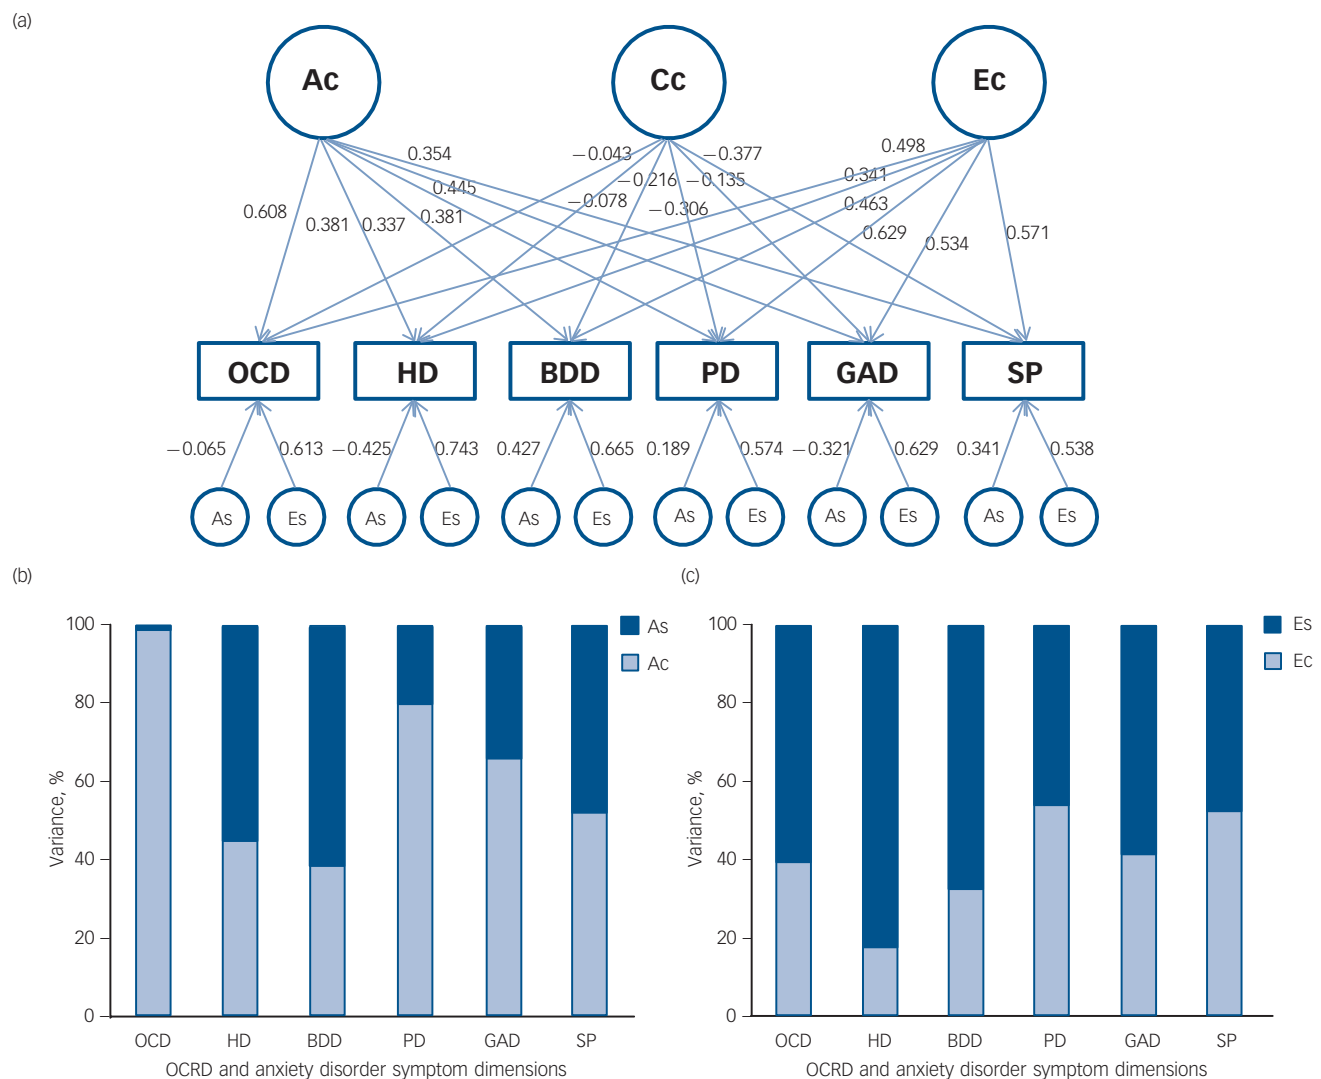 (a)
Ac Cc Ec
0.354 −0.043 −0.377 0.498
0.445 −0.216 −0.135 0.341
0.608 0.381 0.337 0.381 −0.078 −0.306 0.463 0.629 0.534 0.571
OCD HD BDD PD GAD SP
−0.065 0.613 −0.425 0.743 0.427 0.665 0.189 0.574 −0.321 0.629 0.341 0.538
As Es As Es As Es As Es As Es As Es
(b)
Variance, %
100
80
60
40
20
0
As
Ac
OCD HD BDD PD GAD SP
OCRD and anxiety disorder symptom dimensions
(c)
Variance, %
100
80
60
40
20
0
Es
Ec
OCD HD BDD PD GAD SP
OCRD and anxiety disorder symptom dimensions